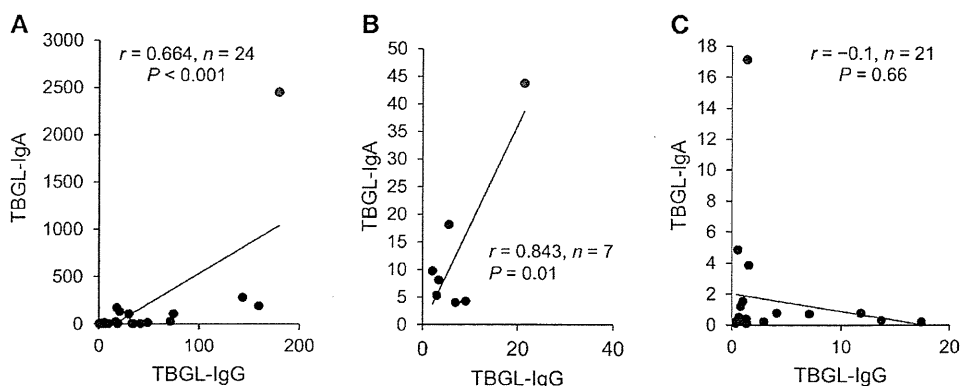 A
r = 0.664, n = 24
P < 0.001
3000
2500
2000
1500
1000
500
0
TBGL-IgA
0
100
200
TBGL-IgG
B
50
45
40
35
30
25
20
15
10
5
0
TBGL-IgA
r = 0.843, n = 7
P = 0.01
0
20
40
TBGL-IgG
C
r = −0.1, n = 21
P = 0.66
18
16
14
12
10
8
6
4
2
0
TBGL-IgA
0
10
20
TBGL-IgG